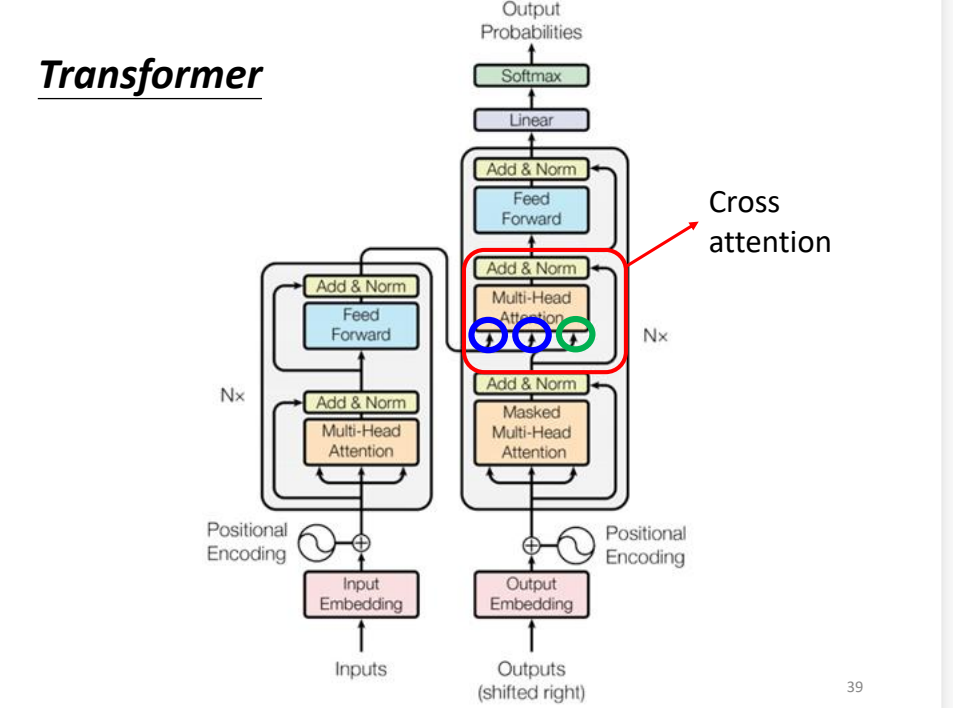 Transformer
Output
Probabilities
Softmax
Linear
Add & Norm
Feed
Forward
Cross
attention
Add & Norm
Multi-Head
Attention
Nx
Add & Norm
Masked
Multi-Head
Attention
Add & Norm
Feed
Forward
Nx
Add & Norm
Multi-Head
Attention
Positional
Encoding
Positional
Encoding
Input
Embedding
Output
Embedding
Inputs
Outputs
(shifted right)
39